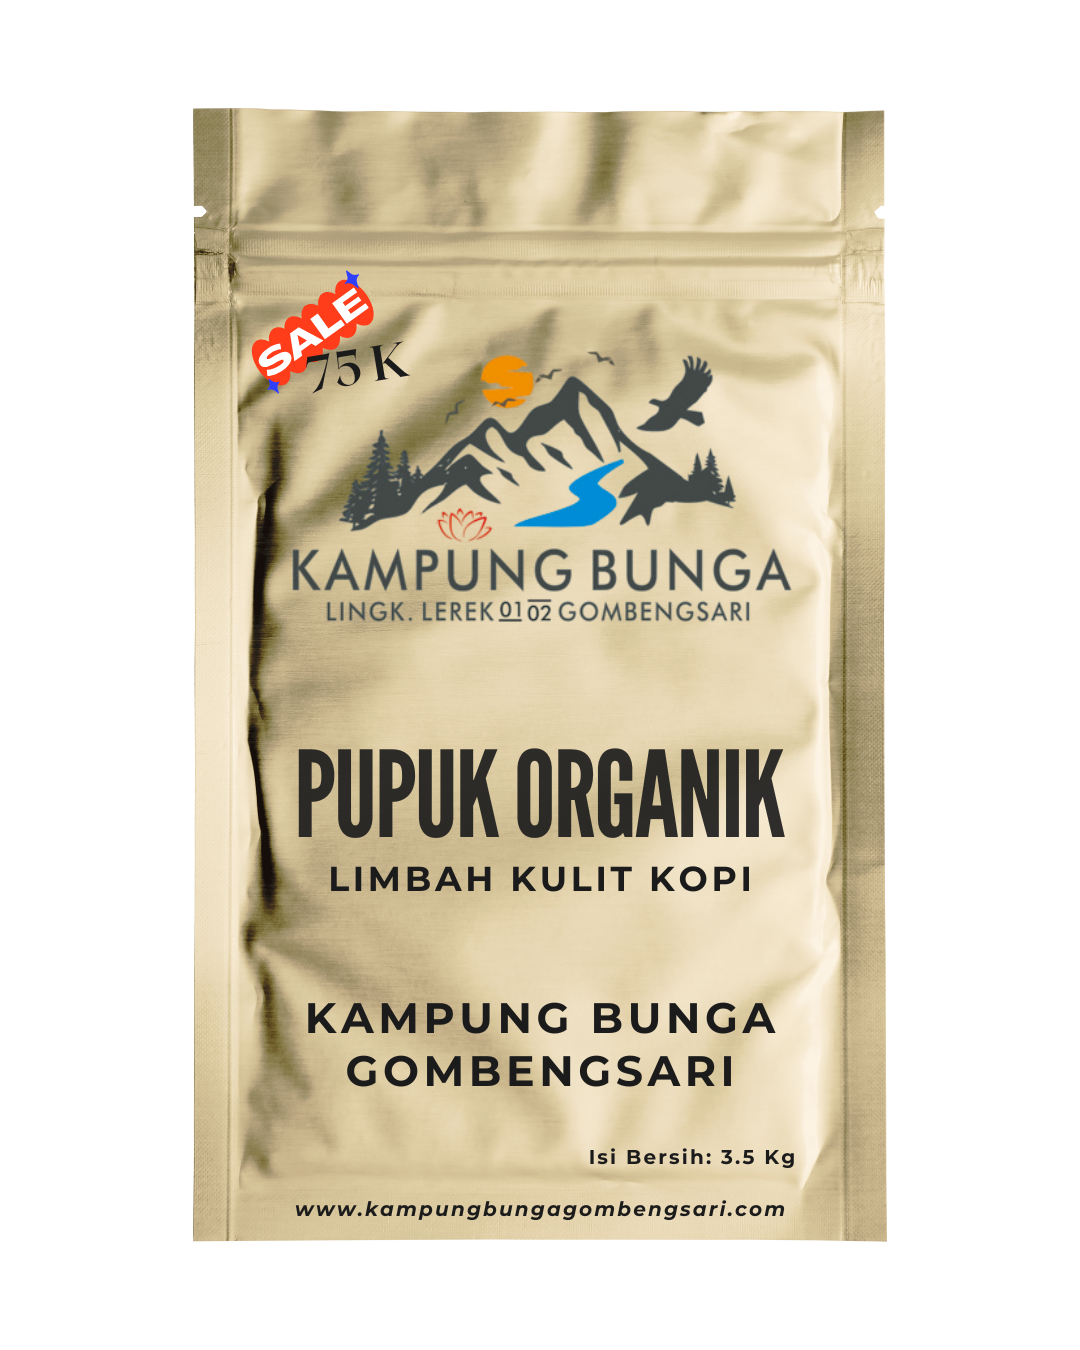 SALE
75 K
KAMPUNG BUNGA
LINGK. LEREK 01 02 GOMBENGSARI
PUPUK ORGANIK
LIMBAH KULIT KOPI
KAMPUNG BUNGA
GOMBENGSARI
Isi Bersih: 3.5 Kg
www.kampungbungagombengsari.com